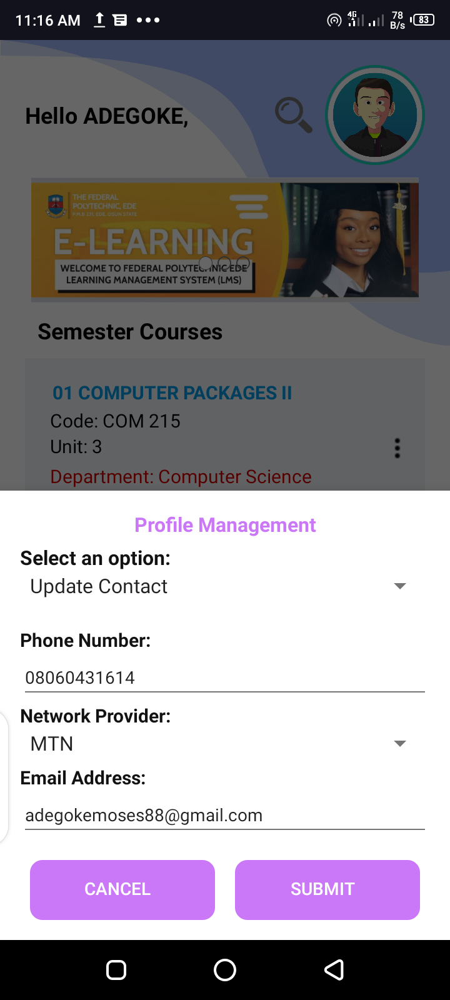 11:16 AM
4G
78
B/s
83
Hello ADEGOKE,
THE FEDERAL
POLYTECHNIC, EDE
P.M.B 231, EDE, OSUN STATE
E-LEARNING
WELCOME TO FEDERAL POLYTECHNIC EDE
LEARNING MANAGEMENT SYSTEM (LMS)
Semester Courses
01 COMPUTER PACKAGES II
Code: COM 215
Unit: 3
Department: Computer Science
Profile Management
Select an option:
Update Contact
Phone Number:
08060431614
Network Provider:
MTN
Email Address:
adegokemoses88@gmail.com
CANCEL
SUBMIT